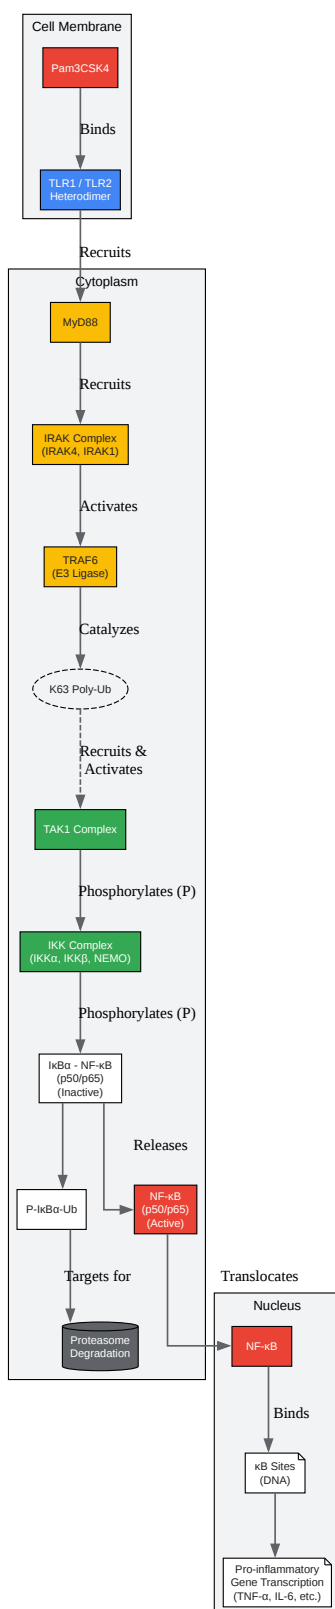 Cell Membrane
Pam3CSK4
Binds
TLR1 / TLR2
Heterodimer
Recruits
Cytoplasm
MyD88
Recruits
IRAK Complex
(IRAK4, IRAK1)
Activates
TRAF6
(E3 Ligase)
Catalyzes
K63 Poly-Ub
Recruits &
Activates
TAK1 Complex
Phosphorylates (P)
IKK Complex
(IKKα, IKKβ, NEMO)
Phosphorylates (P)
IκBα - NF-κB
(p50/p65)
(Inactive)
Releases
P-IκBα-Ub
NF-κB
(p50/p65)
(Active)
Targets for
Translocates
Nucleus
Proteasome
Degradation
NF-κB
Binds
κB Sites
(DNA)
Pro-inflammatory
Gene Transcription
(TNF-α, IL-6, etc.)